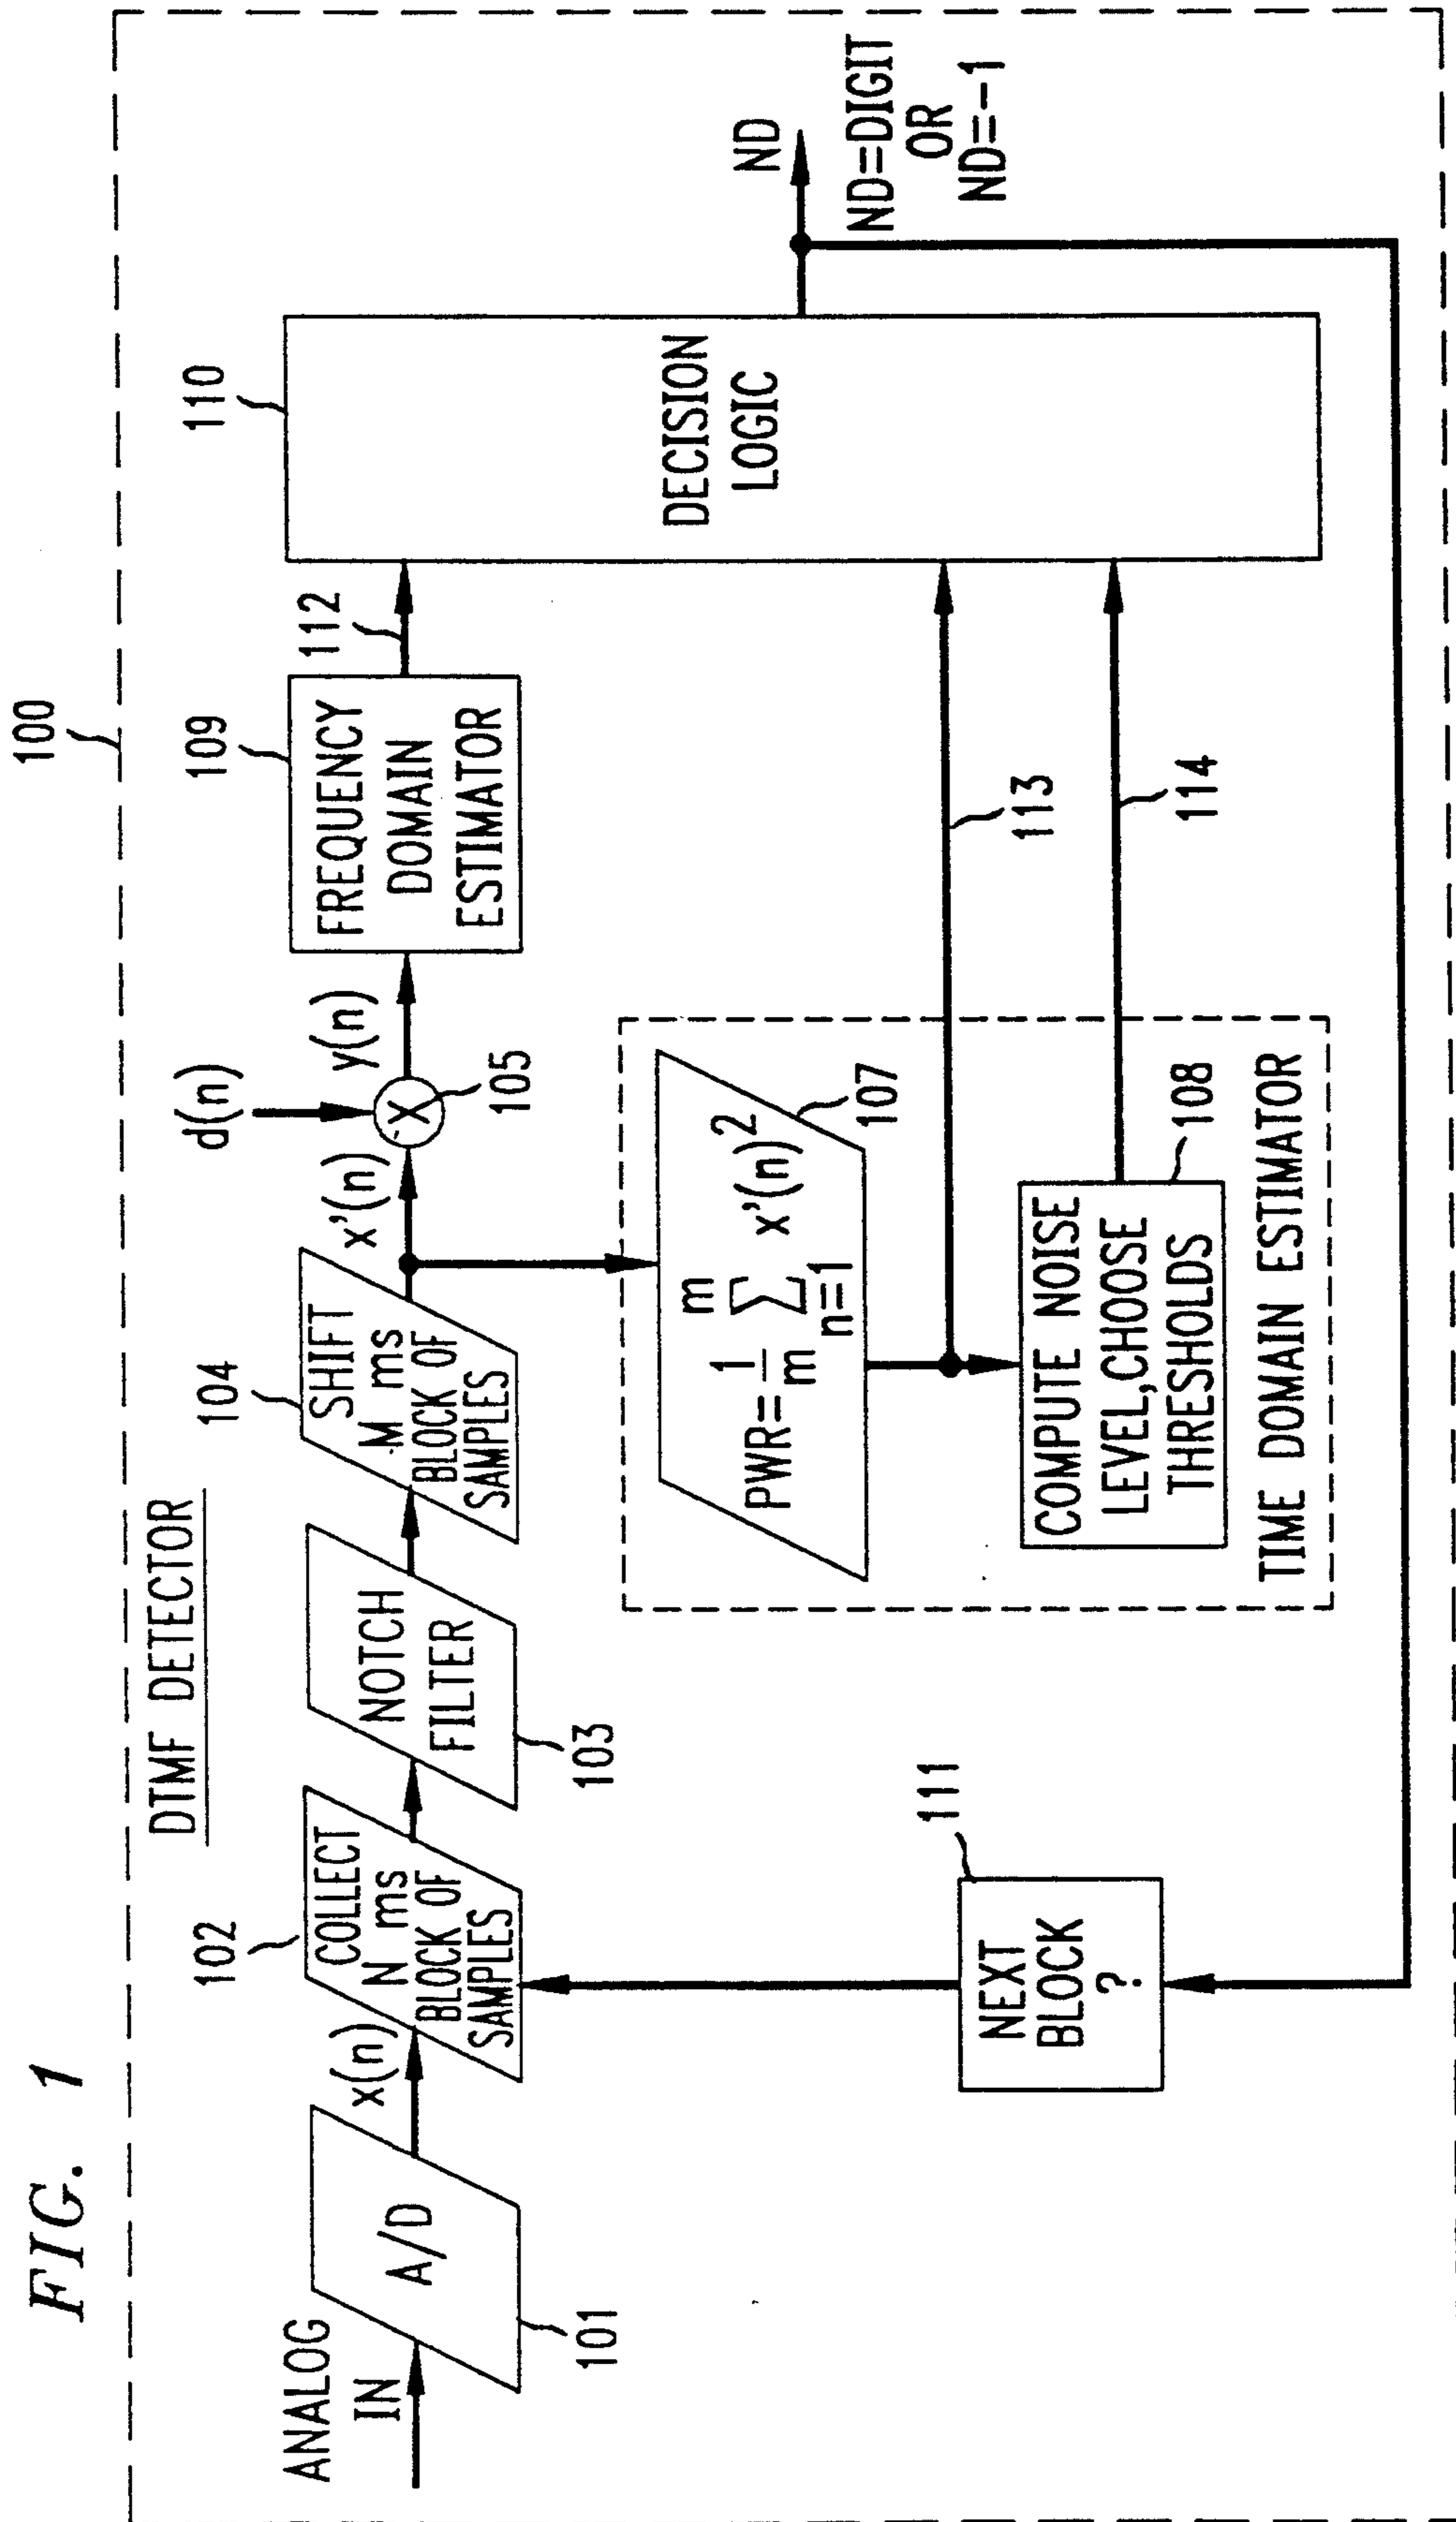 FIG. 1
100
DTMF DETECTOR
ANALOG
IN
A/D
101
x(n)
102
COLLECT
N ms
BLOCK OF
SAMPLES
NOTCH
FILTER
103
104
SHIFT
M ms
BLOCK OF
SAMPLES
x'(n)
d(n)
X
105
y(n)
109
FREQUENCY
DOMAIN
ESTIMATOR
112
110
DECISION
LOGIC
ND
ND=DIGIT
OR
ND=-1
PWR=1/m m∑n=1 x'(n)2
107
COMPUTE NOISE
LEVEL,CHOOSE
THRESHOLDS
108
TIME DOMAIN ESTIMATOR
113
114
111
NEXT
BLOCK
?